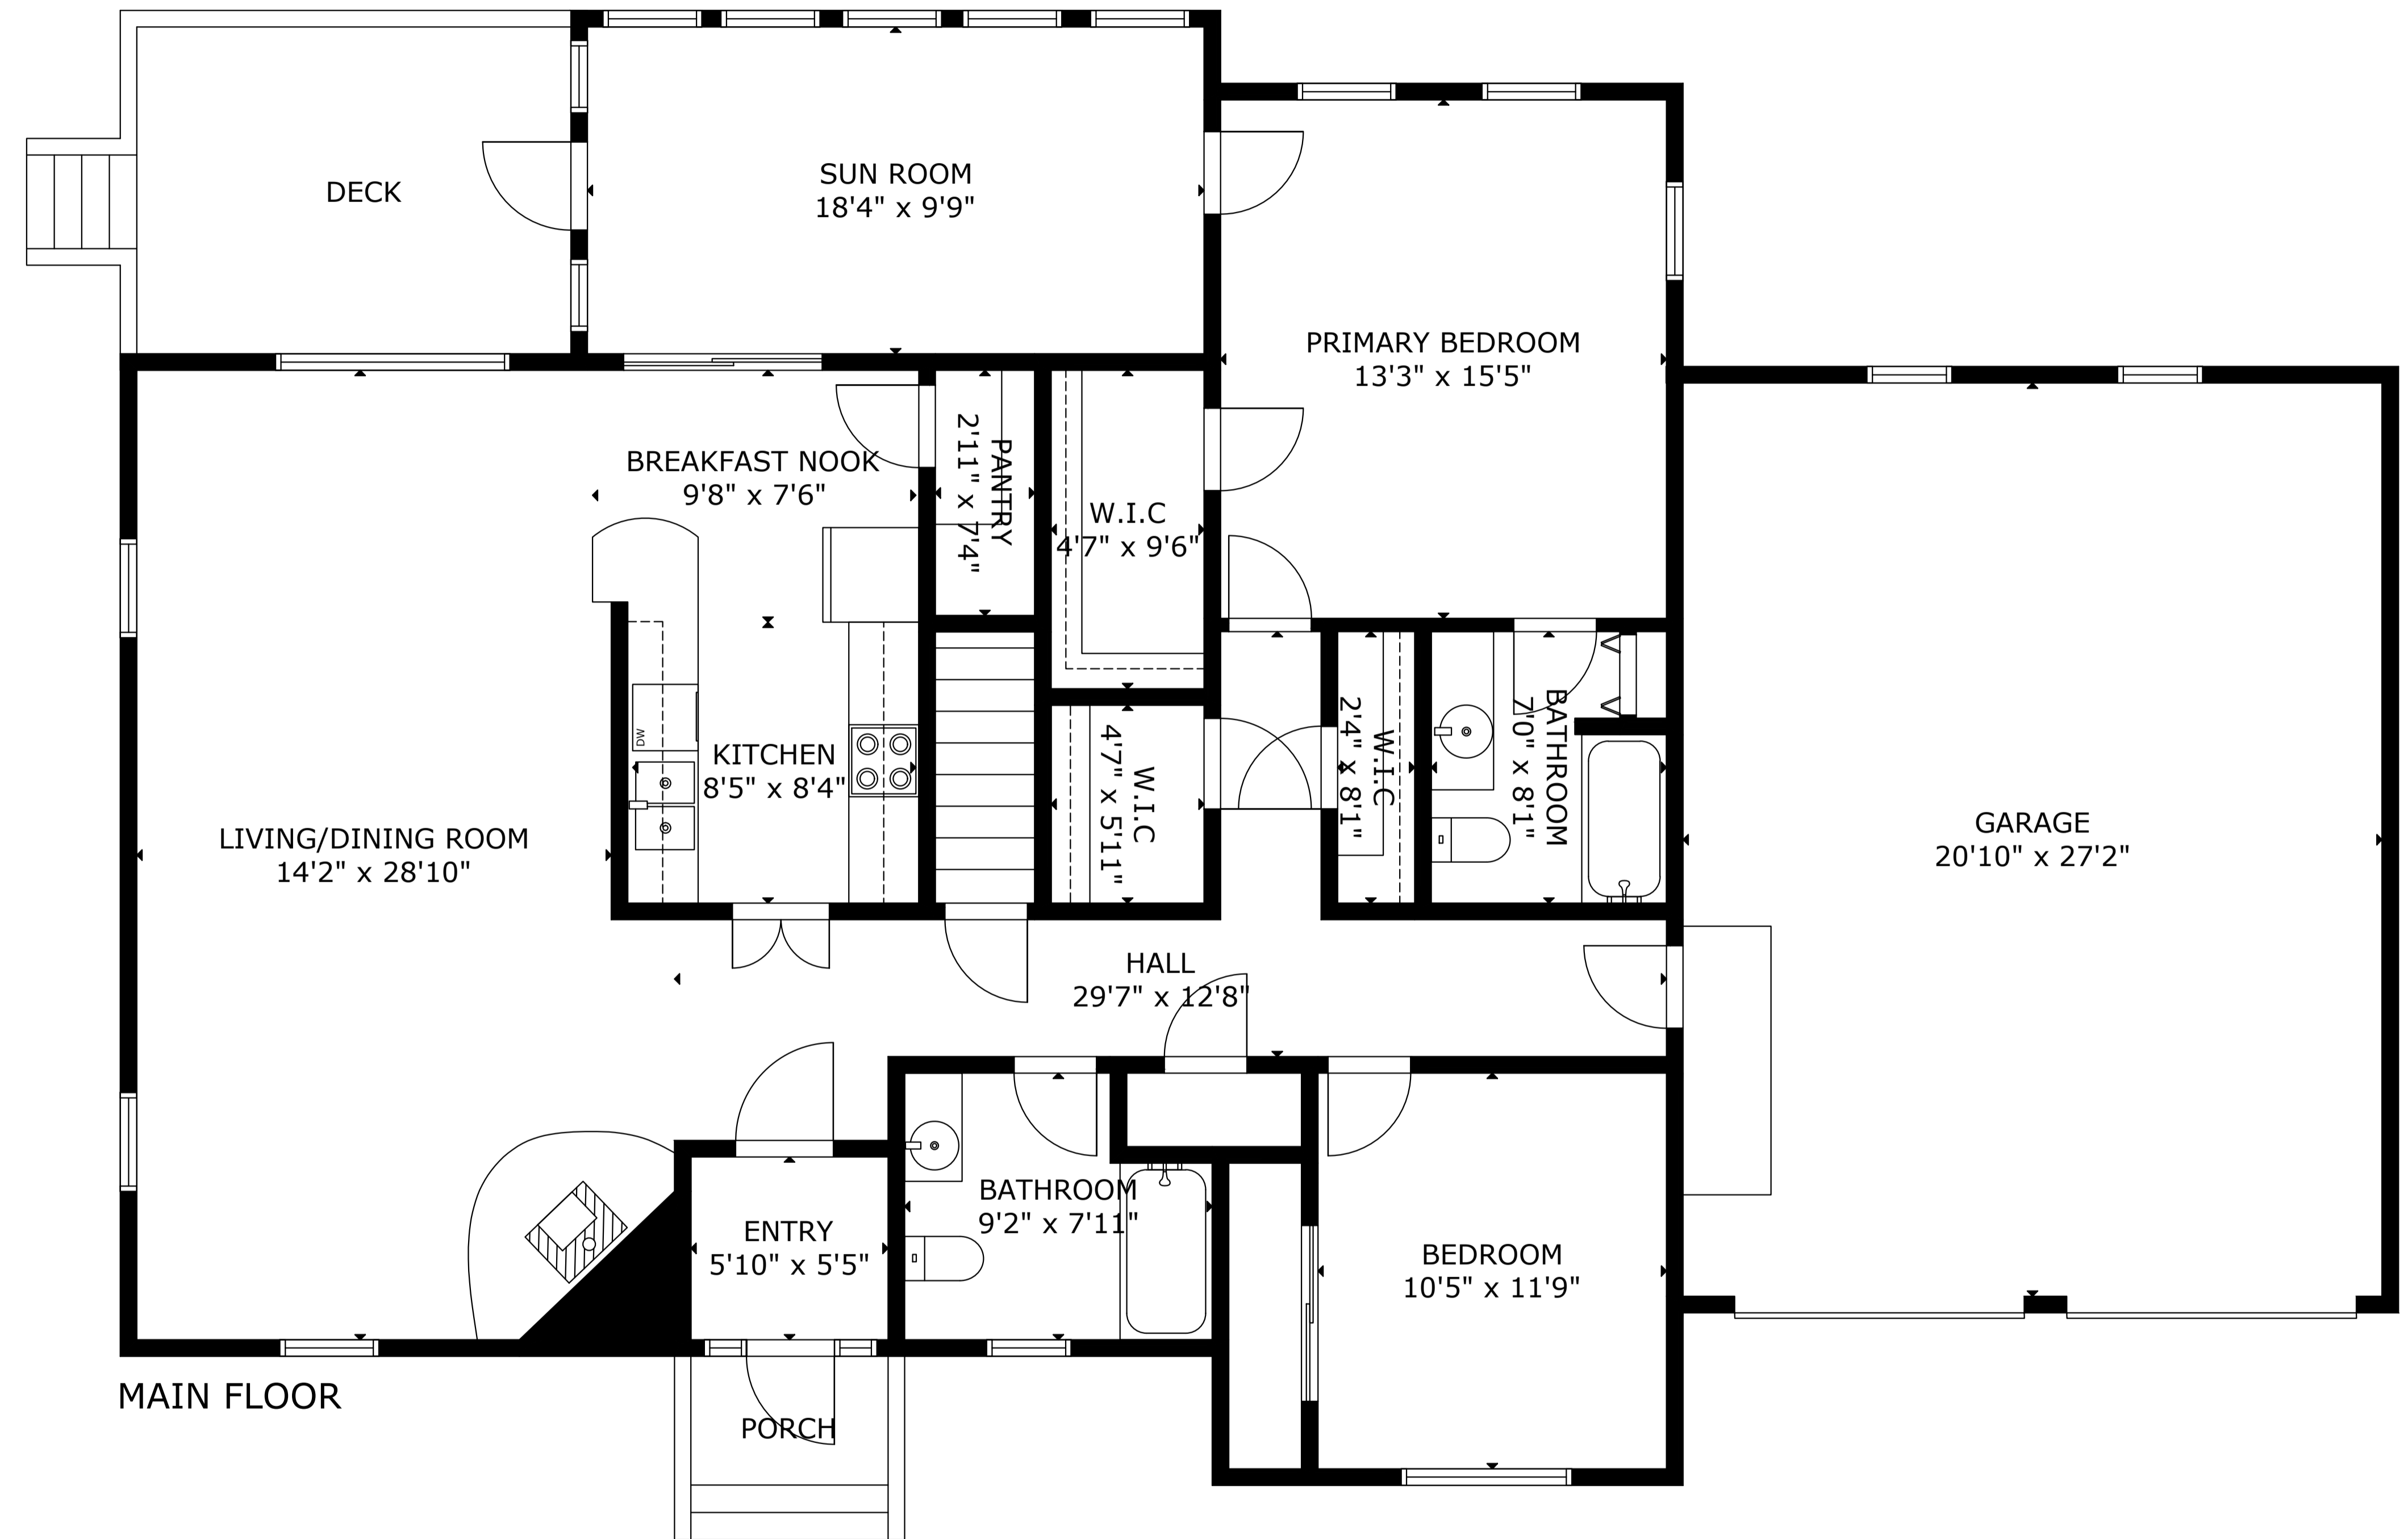 DECK
SUN ROOM
18'4" x 9'9"
PRIMARY BEDROOM
13'3" x 15'5"
BREAKFAST NOOK
9'8" x 7'6"
PANTRY
2'11" x 7'4"
W.I.C
4'7" x 9'6"
DW
KITCHEN
8'5" x 8'4"
W.I.C
4'7" x 5'11"
W.I.C
2'4" x 8'1"
BATHROOM
7'0" x 8'1"
LIVING/DINING ROOM
14'2" x 28'10"
GARAGE
20'10" x 27'2"
HALL
29'7" x 12'8"
BATHROOM
9'2" x 7'11"
ENTRY
5'10" x 5'5"
BEDROOM
10'5" x 11'9"
MAIN FLOOR
PORCH